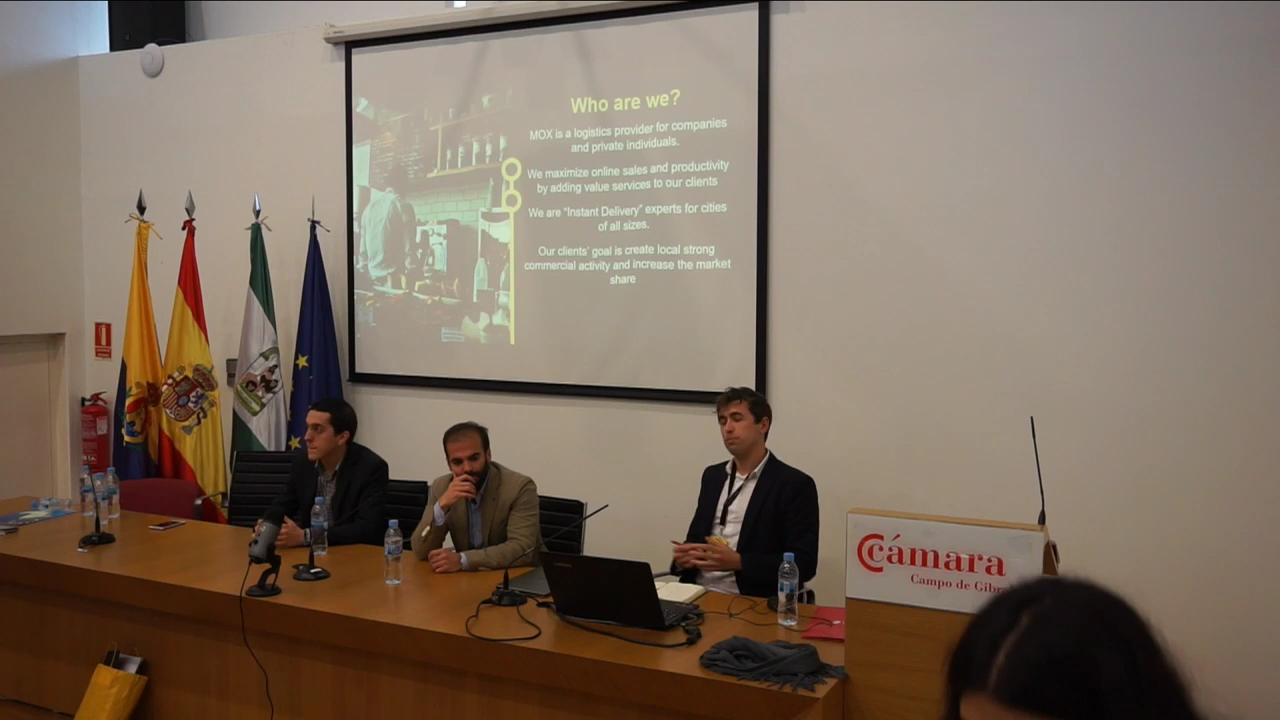 Who are we?
MOX is a logistics provider for companies
and private individuals.
We maximize online sales and productivity
by adding value services to our clients
We are “Instant Delivery” experts for cities
of all sizes.
Our clients’ goal is create local strong
commercial activity and increase the market
share
Cámara
Campo de Gibr